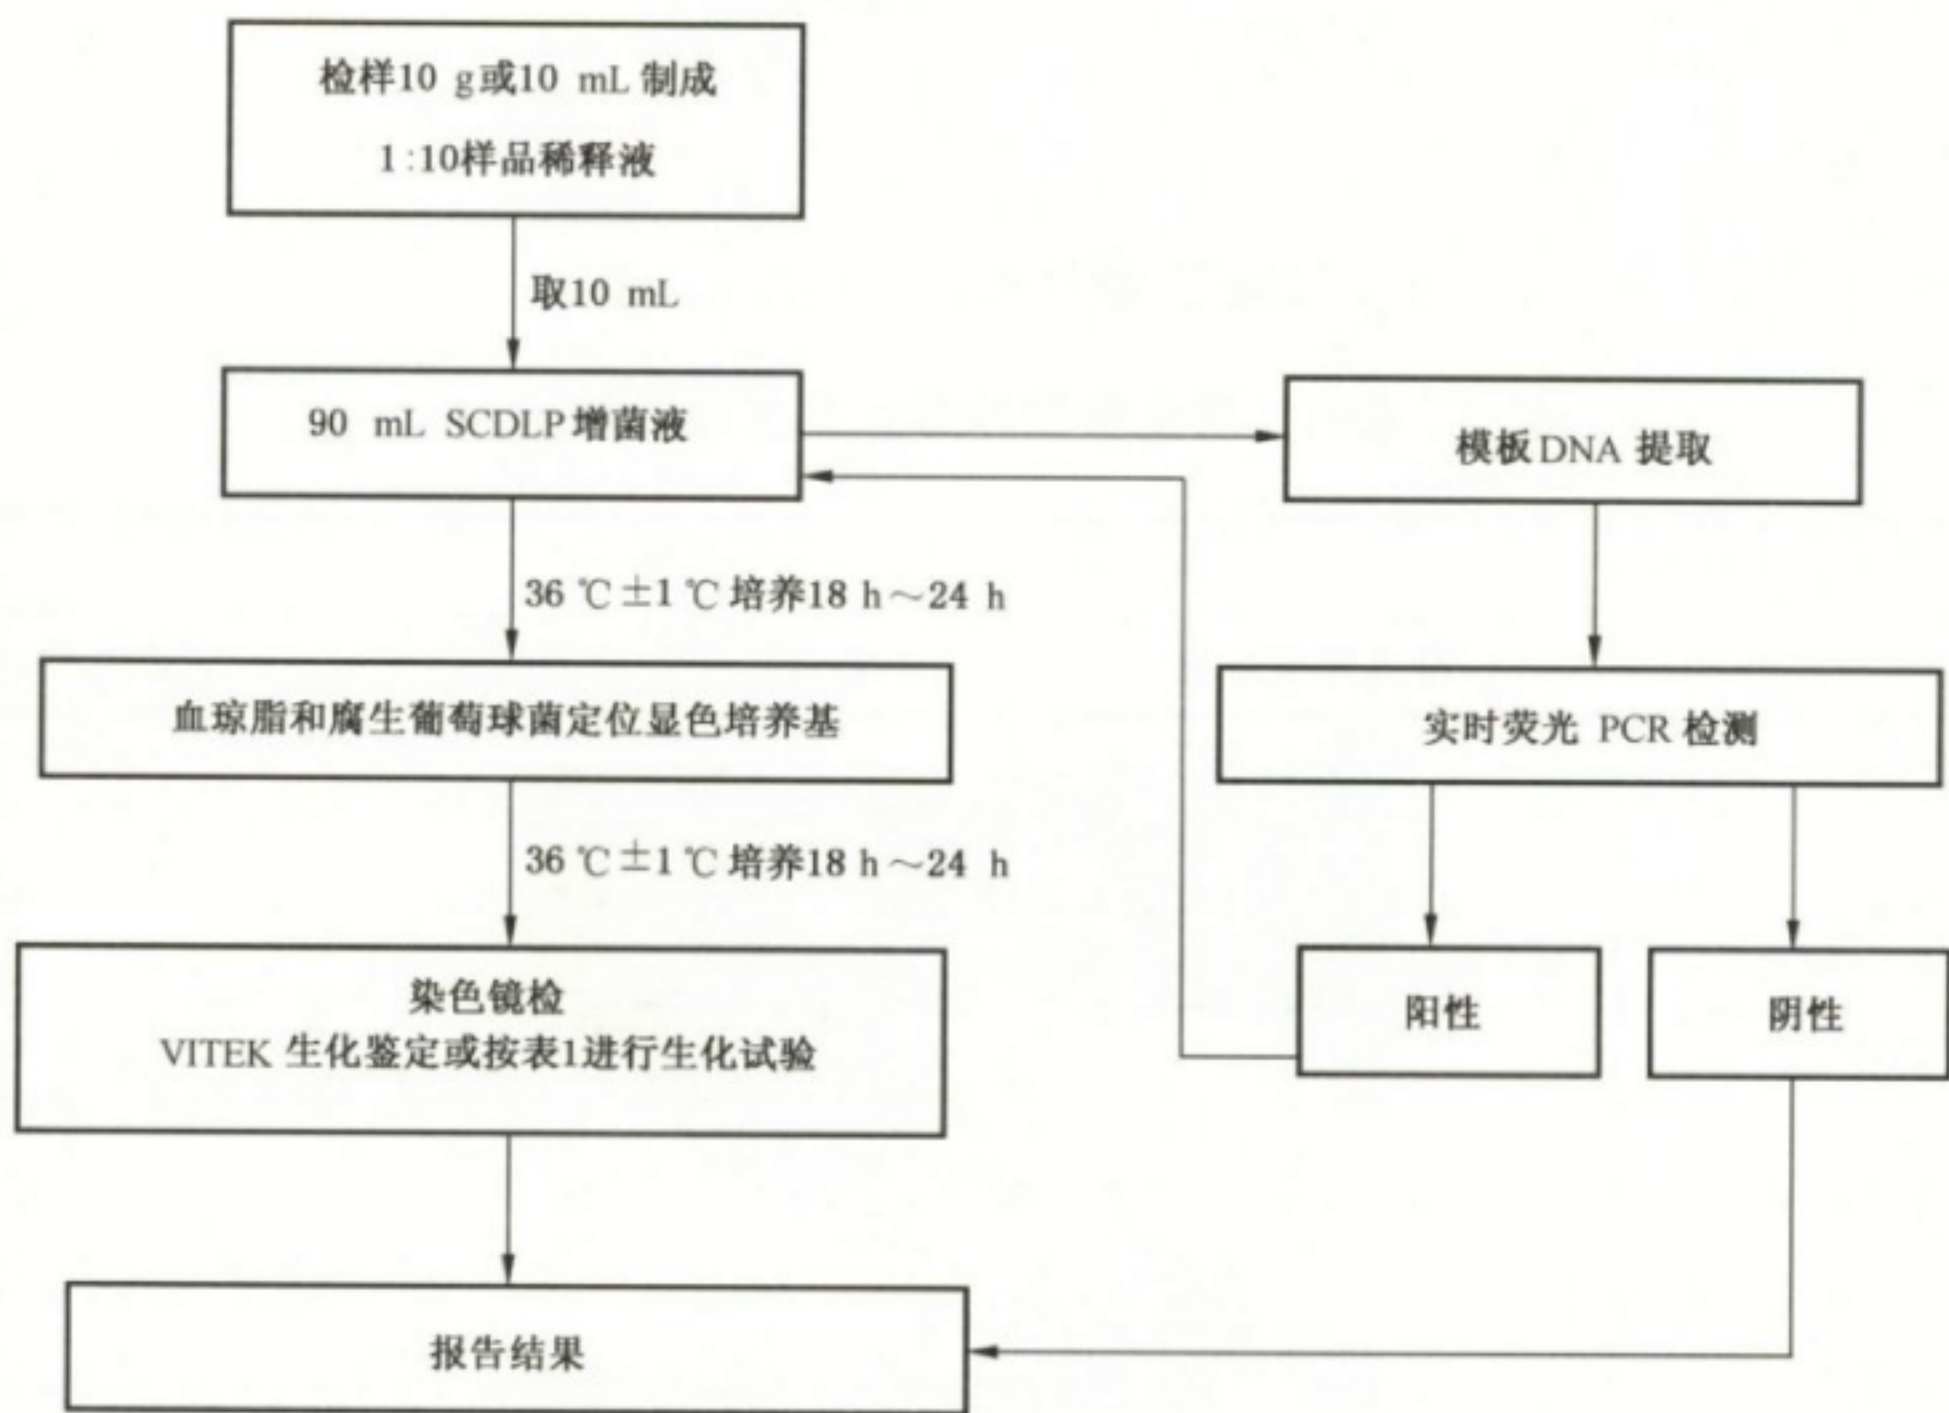 检样10 g或10 mL 制成
1:10样品稀释液
取10 mL
90 mL SCDLP增菌液
模板DNA 提取
36 ℃±1 ℃ 培养18 h～24 h
血琼脂和腐生葡萄球菌定位显色培养基
实时荧光 PCR 检测
36 ℃±1 ℃ 培养18 h～24 h
染色镜检
VITEK 生化鉴定或按表1进行生化试验
阳性
阴性
报告结果